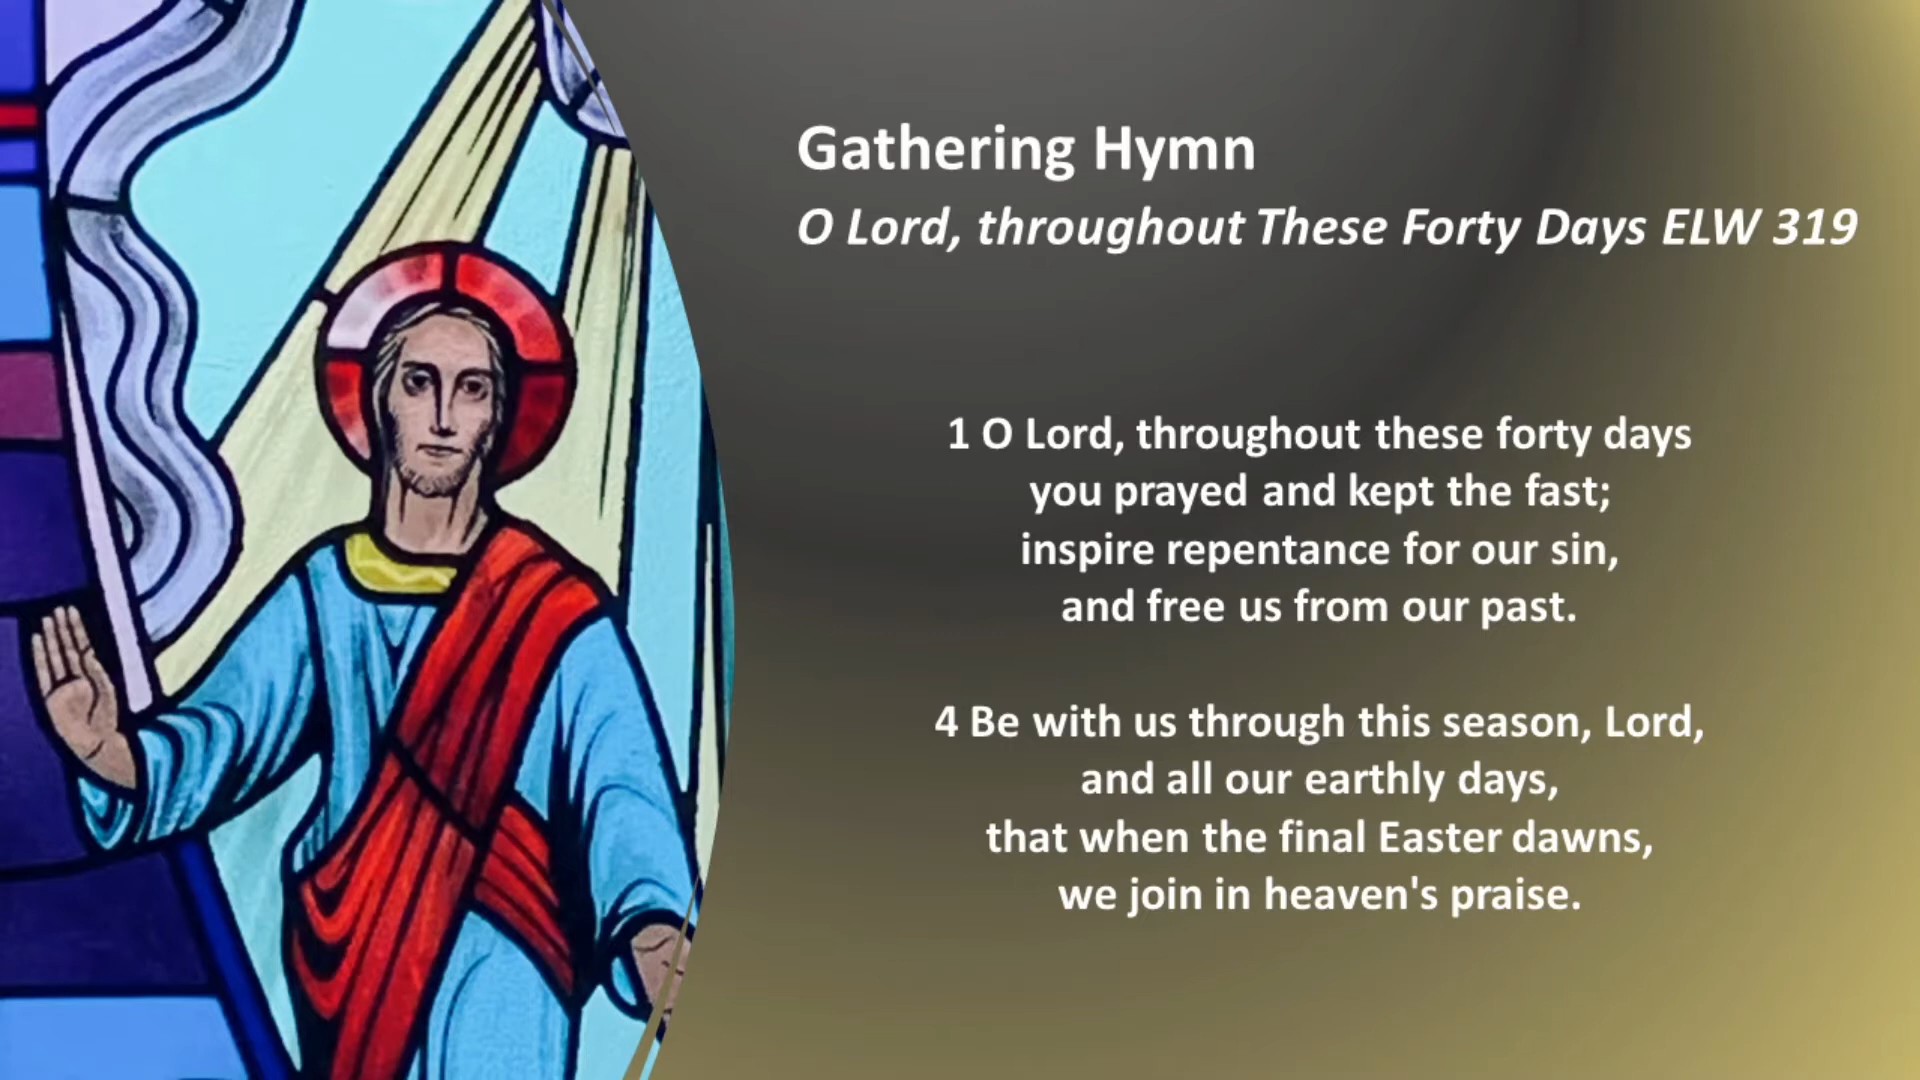 Gathering Hymn
O Lord, throughout These Forty Days ELW 319
1 O Lord, throughout these forty days
you prayed and kept the fast;
inspire repentance for our sin,
and free us from our past.
4 Be with us through this season, Lord,
and all our earthly days,
that when the final Easter dawns,
we join in heaven's praise.